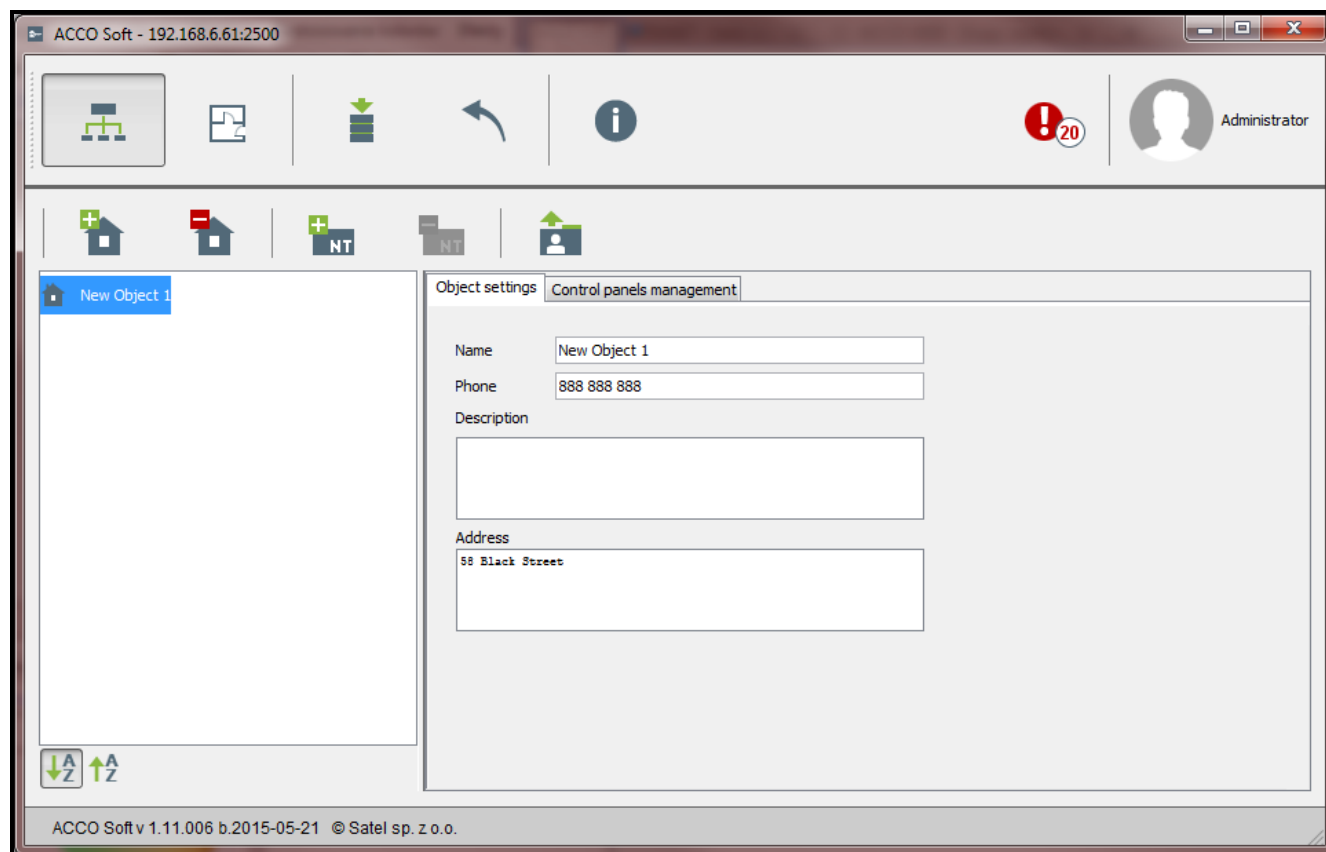 ACCO Soft - 192.168.6.61:2500
20
Administrator
NT
NT
New Object 1
Object settings
Control panels management
Name
New Object 1
Phone
888 888 888
Description
Address
58 Black Street
A
Z
A
Z
ACCO Soft v 1.11.006 b.2015-05-21 © Satel sp. z o.o.